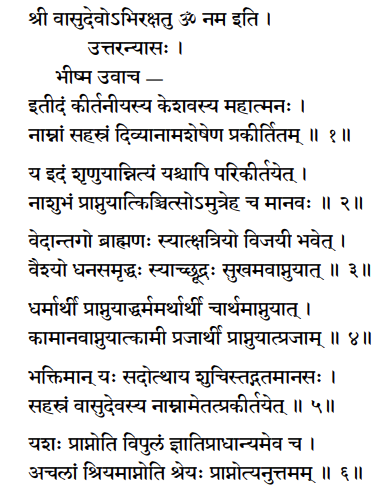 श्री वासुदेवोऽभिरक्षतु ॐ नम इति ।
उत्तरन्यासः ।
भीष्म उवाच —
इतीदं कीर्तनीयस्य केशवस्य महात्मनः ।
नाम्नां सहस्रं दिव्यानामशेषेण प्रकीर्तितम् ॥ १॥
य इदं शृणुयान्नित्यं यश्चापि परिकीर्तयेत् ।
नाशुभं प्राप्नुयात्किञ्चित्सोऽमुत्रेह च मानवः ॥ २॥
वेदान्तगो ब्राह्मणः स्यात्क्षत्रियो विजयी भवेत् ।
वैश्यो धनसमृद्धः स्याच्छूद्रः सुखमवाप्नुयात् ॥ ३॥
धर्मार्थी प्राप्नुयाद्धर्ममर्थार्थी चार्थमाप्नुयात् ।
कामानवाप्नुयात्कामी प्रजार्थी प्राप्नुयात्प्रजाम् ॥ ४॥
भक्तिमान् यः सदोत्थाय शुचिस्तद्गतमानसः ।
सहस्रं वासुदेवस्य नाम्नामेतत्प्रकीर्तयेत् ॥ ५॥
यशः प्राप्नोति विपुलं ज्ञातिप्राधान्यमेव च ।
अचलां श्रियमाप्नोति श्रेयः प्राप्नोत्यनुत्तमम् ॥ ६॥